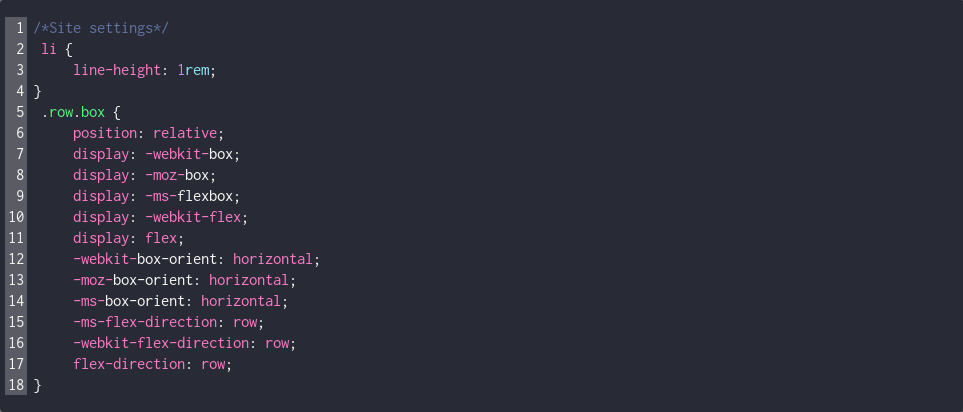 1 /*Site settings*/
2  li {
3     line-height: 1rem;
4 }
5  .row.box {
6     position: relative;
7     display: -webkit-box;
8     display: -moz-box;
9     display: -ms-flexbox;
10     display: -webkit-flex;
11     display: flex;
12     -webkit-box-orient: horizontal;
13     -moz-box-orient: horizontal;
14     -ms-box-orient: horizontal;
15     -ms-flex-direction: row;
16     -webkit-flex-direction: row;
17     flex-direction: row;
18 }